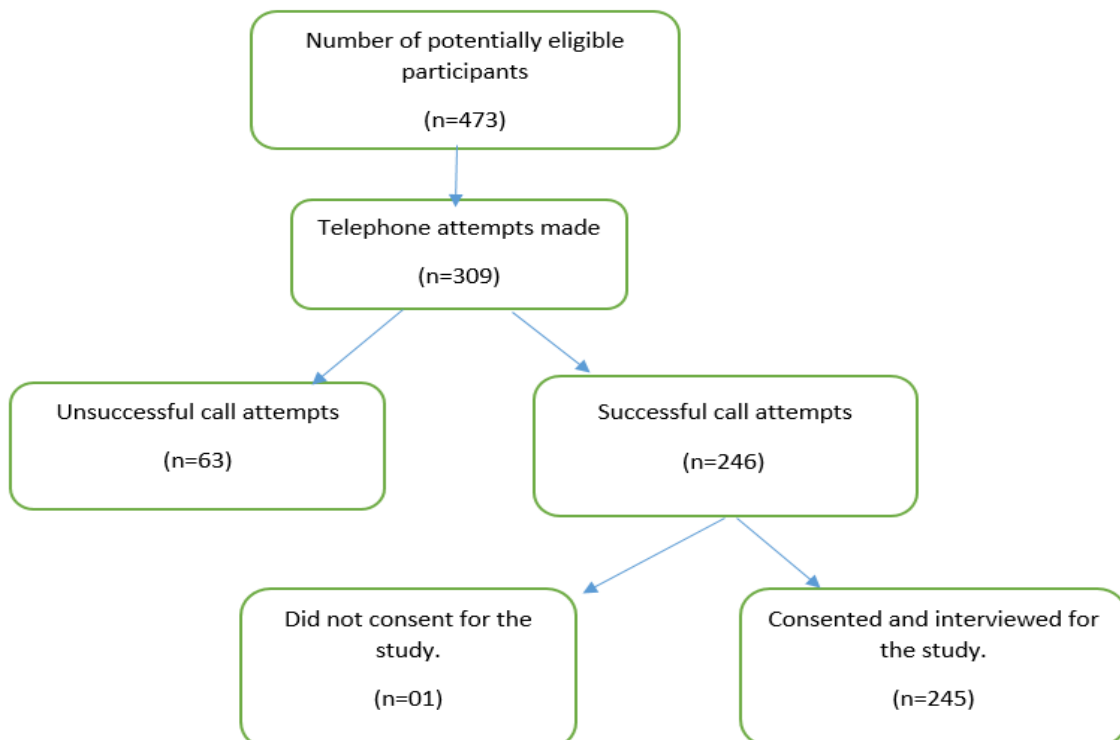 Number of potentially eligible
participants
(n=473)
Telephone attempts made
(n=309)
Unsuccessful call attempts
(n=63)
Successful call attempts
(n=246)
Did not consent for the
study.
(n=01)
Consented and interviewed for
the study.
(n=245)